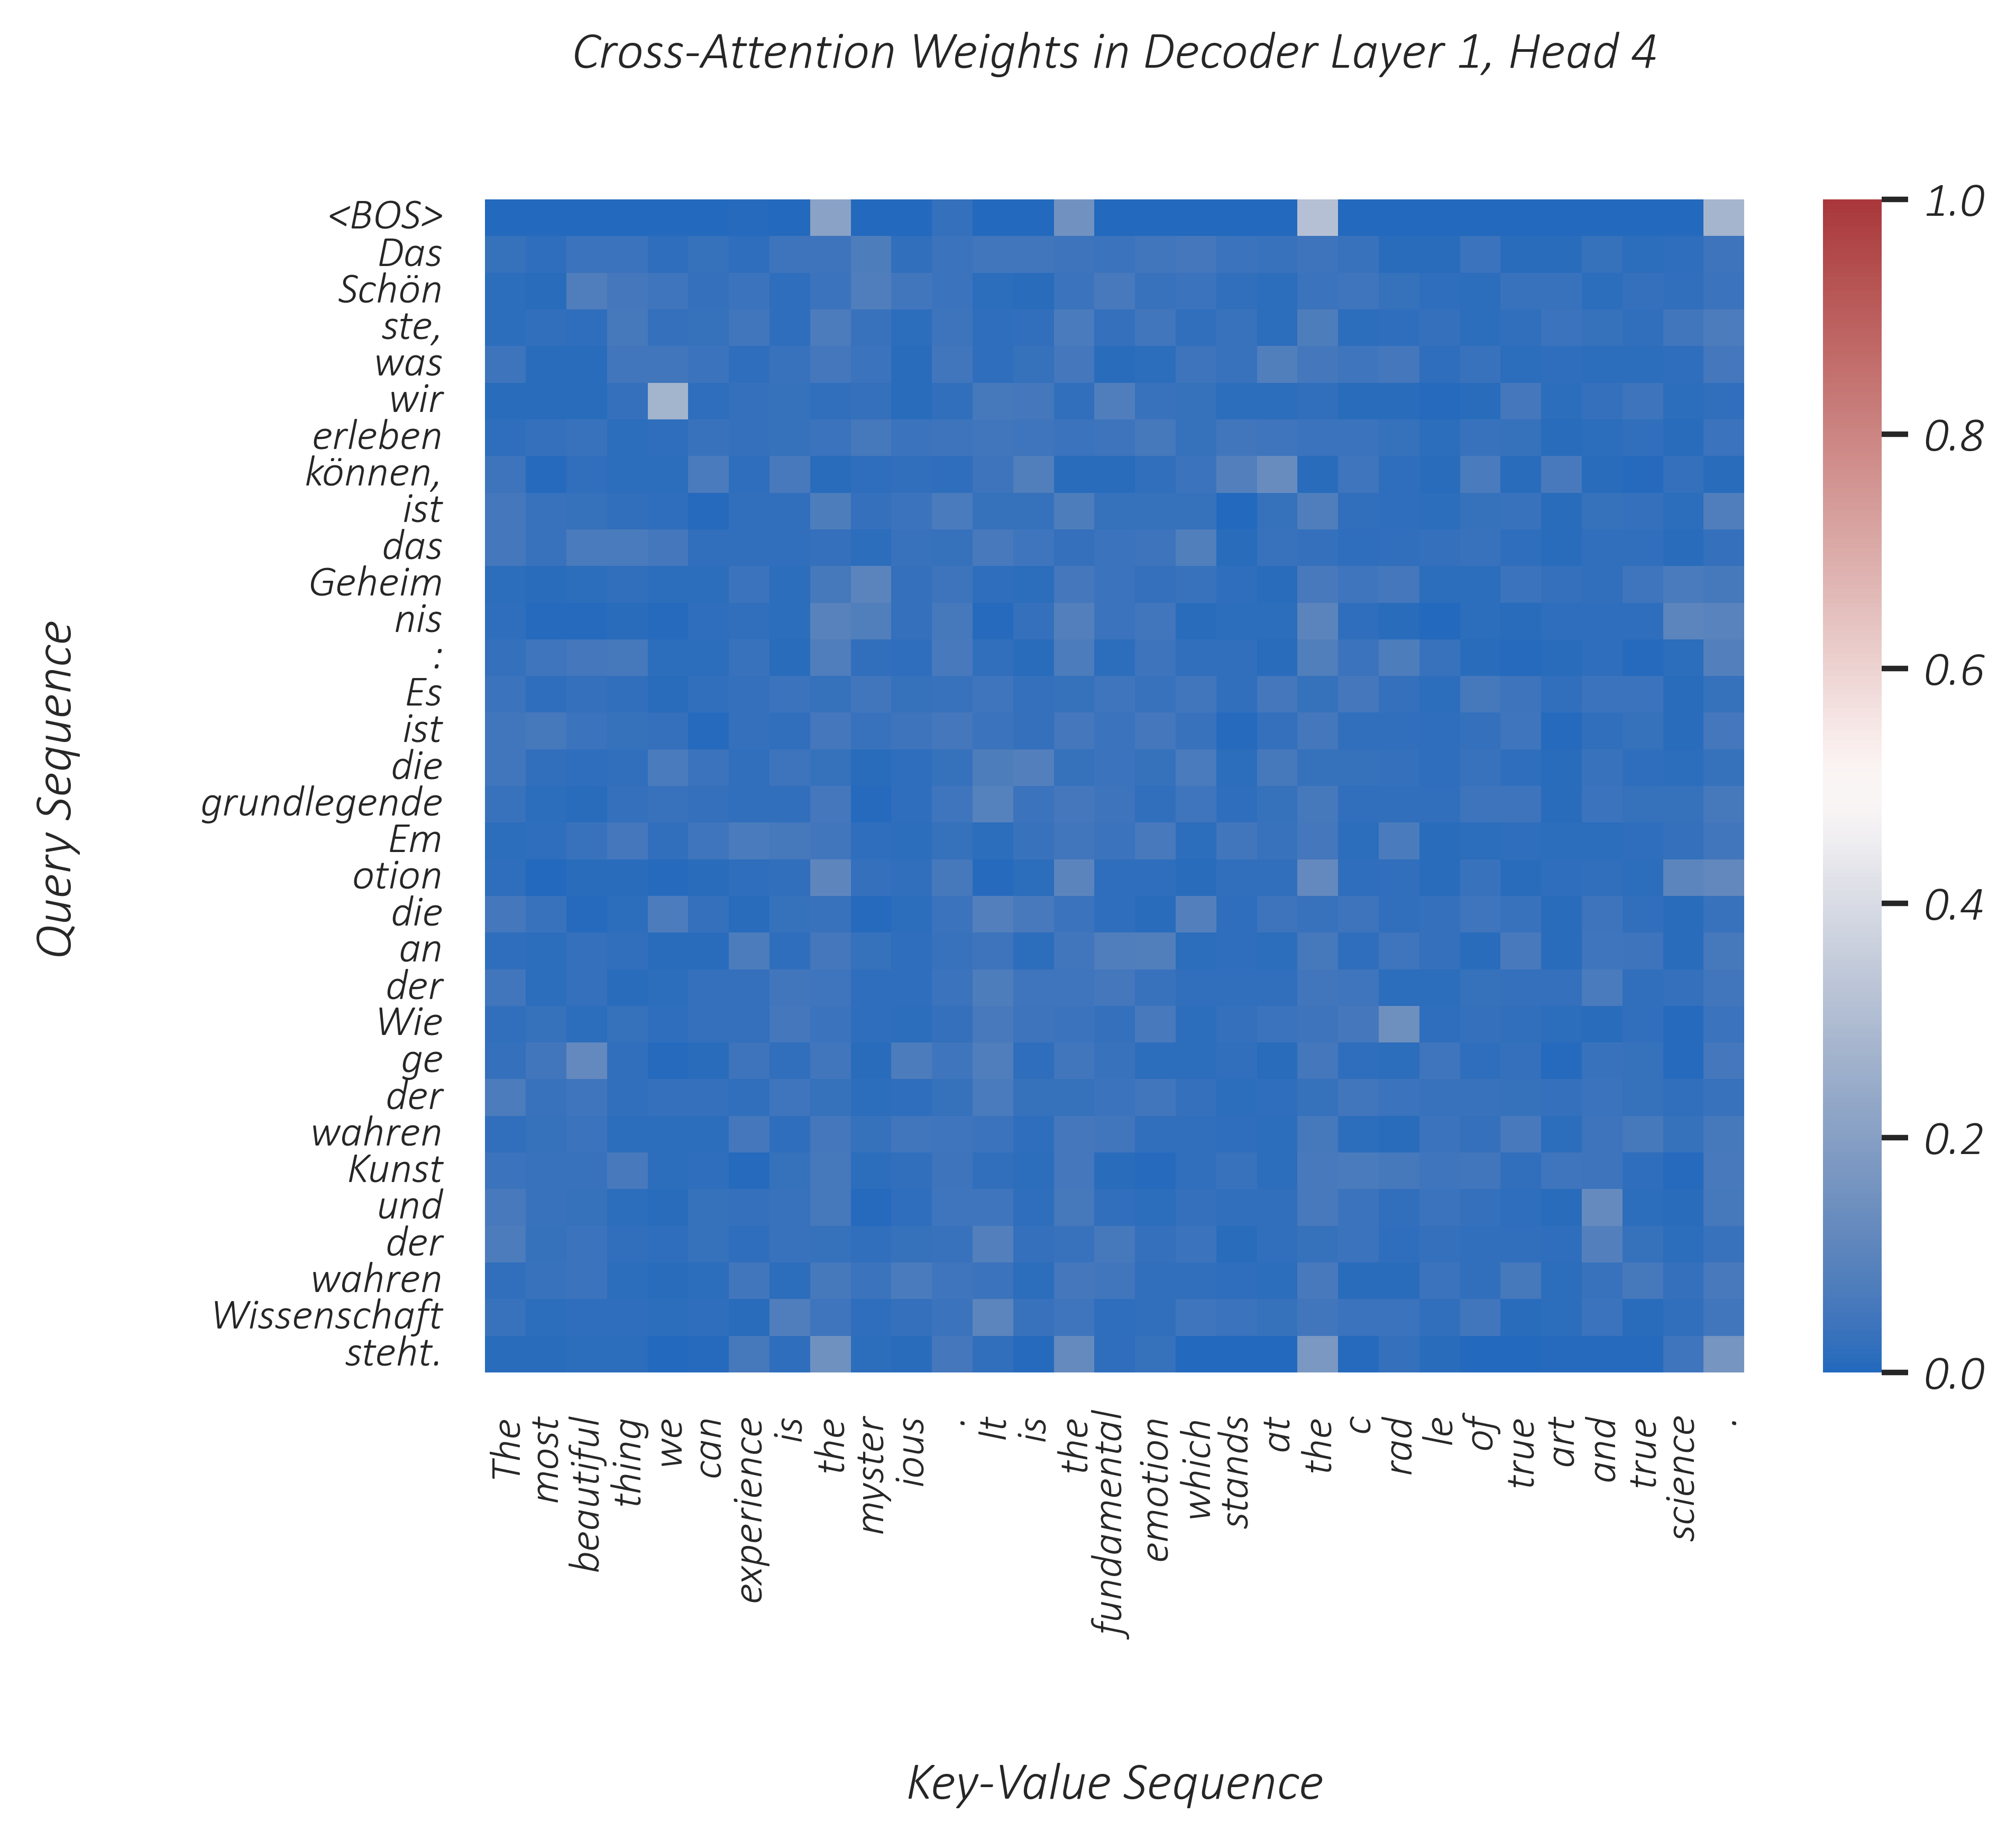 Cross-Attention Weights in Decoder Layer 1, Head 4
Query Sequence
<BOS>
Das
Schön
ste,
was
wir
erleben
können,
ist
das
Geheim
nis
:
Es
ist
die
grundlegende
Em
otion
die
an
der
Wie
ge
der
wahren
Kunst
und
der
wahren
Wissenschaft
steht.
The
most
beautiful
thing
we
can
experience
is
the
myster
ious
.
It
is
the
fundamental
emotion
which
stands
at
the
c
rad
le
of
true
art
and
true
science
.
Key-Value Sequence
1.0
0.8
0.6
0.4
0.2
0.0